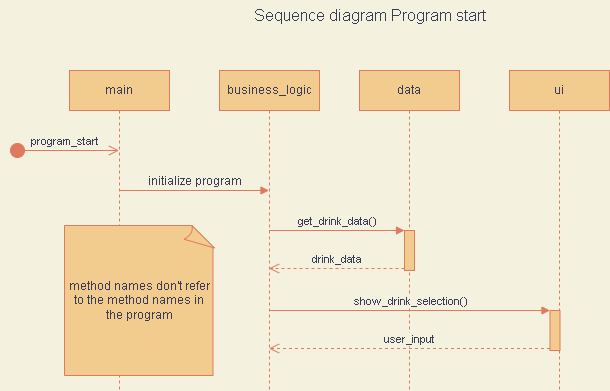 Sequence diagram Program start
main
business_logic
data
ui
program_start
initialize program
get_drink_data()
drink_data
method names don't refer
to the method names in
the program
show_drink_selection()
user_input